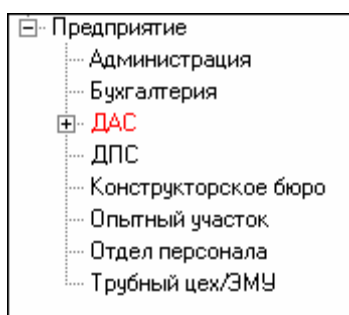 Предприятие
Администрация
Бухгалтерия
ДАС
ДПС
Конструкторское бюро
Опытный участок
Отдел персонала
Трубный цех/ЭМУ